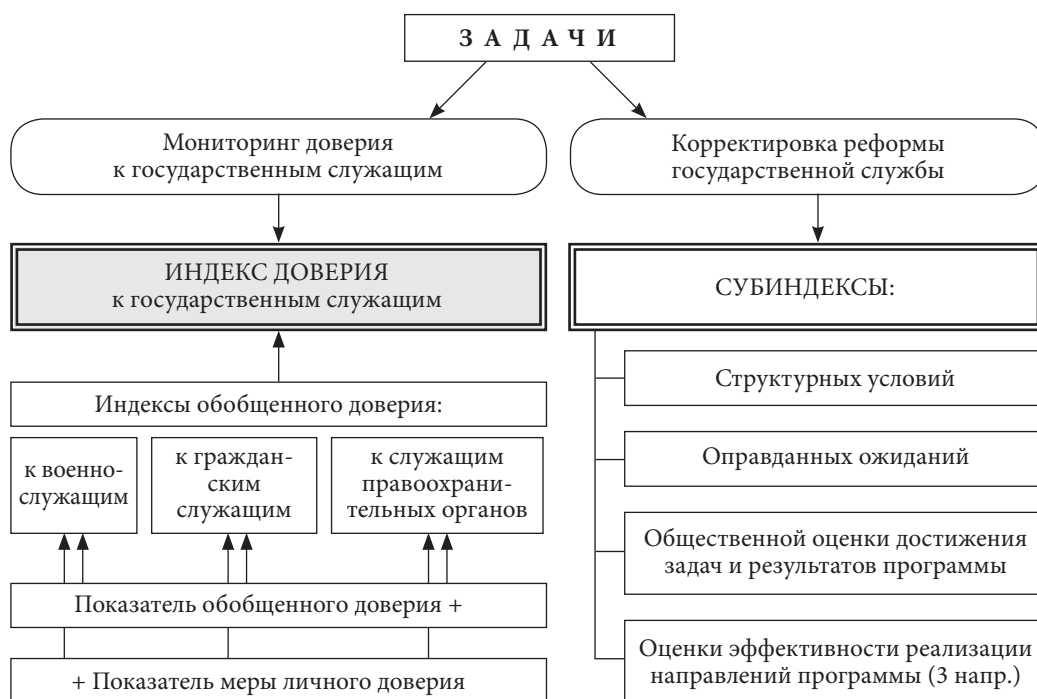 ЗАДАЧИ
Мониторинг доверия
к государственным служащим
Корректировка реформы
государственной службы
ИНДЕКС ДОВЕРИЯ
к государственным служащим
СУБИНДЕКСЫ:
Индексы обобщенного доверия:
к военно-
служащим
к граждан-
ским
служащим
к служащим
правоохрани-
тельных органов
Показатель обобщенного доверия +
+ Показатель меры личного доверия
Структурных условий
Оправданных ожиданий
Общественной оценки достижения
задач и результатов программы
Оценки эффективности реализации
направлений программы (3 напр.)